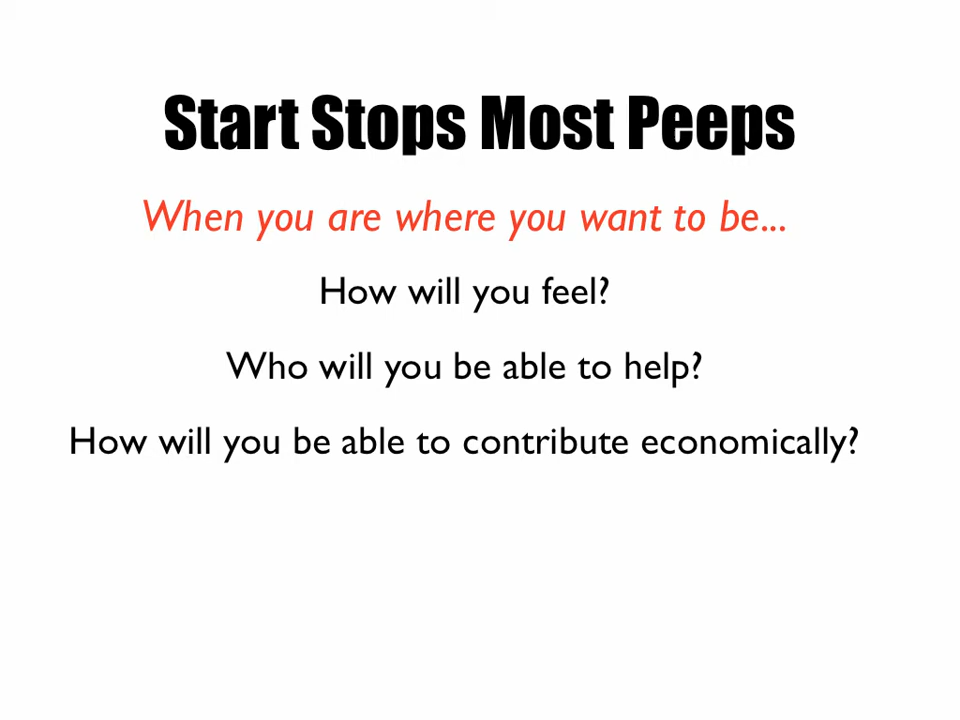 Start Stops Most Peeps
When you are where you want to be...
How will you feel?
Who will you be able to help?
How will you be able to contribute economically?